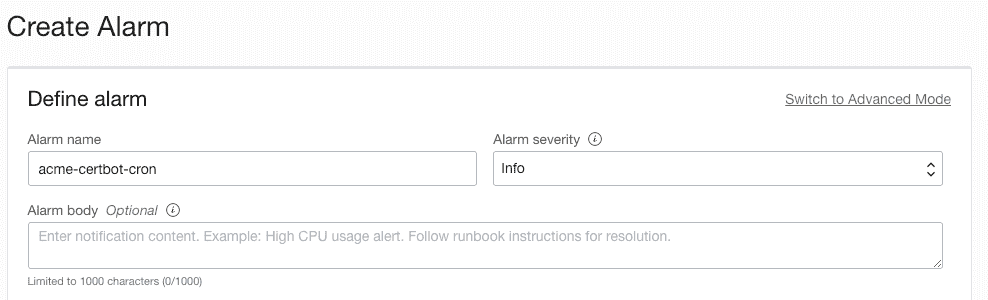 Create Alarm
Define alarm
Switch to Advanced Mode
Alarm name
Alarm severity
acme-certbot-cron
Info
Alarm body Optional
Enter notification content. Example: High CPU usage alert. Follow runbook instructions for resolution.
Limited to 1000 characters (0/1000)